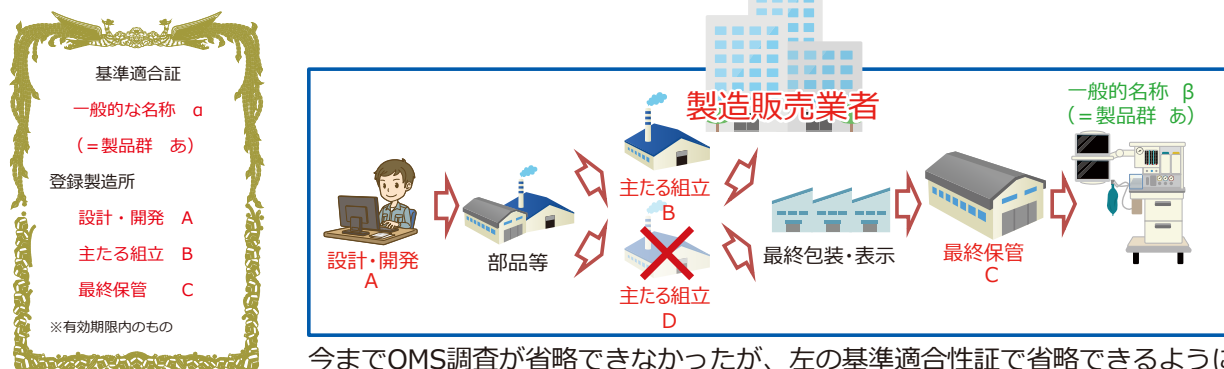 基準適合証
一般的な名称 α
（＝製品群 あ）
登録製造所
設計・開発 A
主たる組立 B
最終保管 C
※有効期限内のもの
製造販売業者
一般的名称 β
（＝製品群 あ）
設計・開発
A
部品等
主たる組立
B
主たる組立
D
最終包装・表示
最終保管
C
今までQMS調査が省略できなかったが、左の基準適合性証で省略できるように